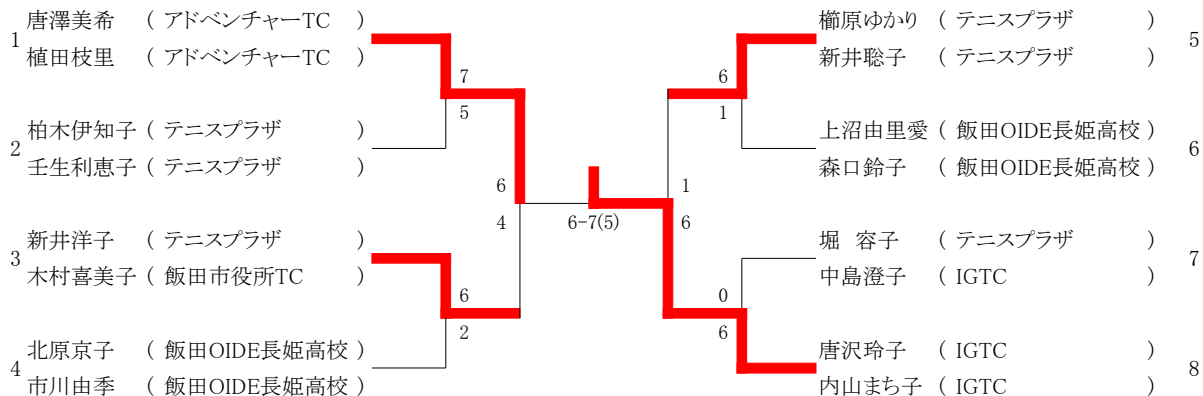 1 唐澤美希 ( アドベンチャーTC )
植田枝里 ( アドベンチャーTC )
7
5
2 柏木伊知子 ( テニスプラザ )
壬生利恵子 ( テニスプラザ )
6
4
3 新井洋子 ( テニスプラザ )
木村喜美子 ( 飯田市役所TC )
6
2
4 北原京子 ( 飯田OIDE長姫高校 )
市川由季 ( 飯田OIDE長姫高校 )
6-7(5)
櫛原ゆかり ( テニスプラザ ) 5
新井聡子 ( テニスプラザ )
6
1
上沼由里愛 ( 飯田OIDE長姫高校 ) 6
森口鈴子 ( 飯田OIDE長姫高校 )
1
6
堀 容子 ( テニスプラザ ) 7
中島澄子 ( IGTC )
0
6
唐沢玲子 ( IGTC ) 8
内山まち子 ( IGTC )